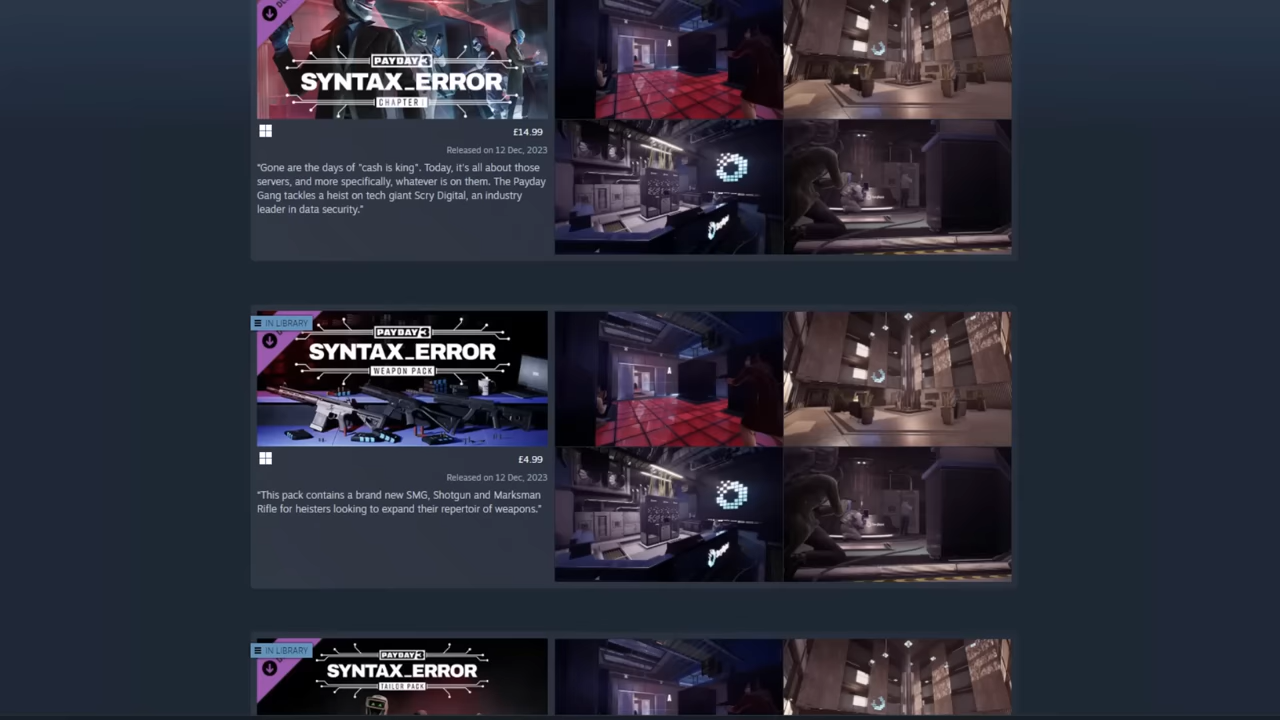 PAYDAY 3
SYNTAX_ERROR
CHAPTER 1
£14.99
Released on 12 Dec, 2023
"Gone are the days of "cash is king". Today, it's all about those
servers, and more specifically, whatever is on them. The Payday
Gang tackles a heist on tech giant Scry Digital, an industry
leader in data security."
IN LIBRARY
PAYDAY 3
SYNTAX_ERROR
WEAPON PACK
£4.99
Released on 12 Dec, 2023
"This pack contains a brand new SMG, Shotgun and Marksman
Rifle for heisters looking to expand their repertoir of weapons."
IN LIBRARY
PAYDAY 3
SYNTAX_ERROR
TAILOR PACK